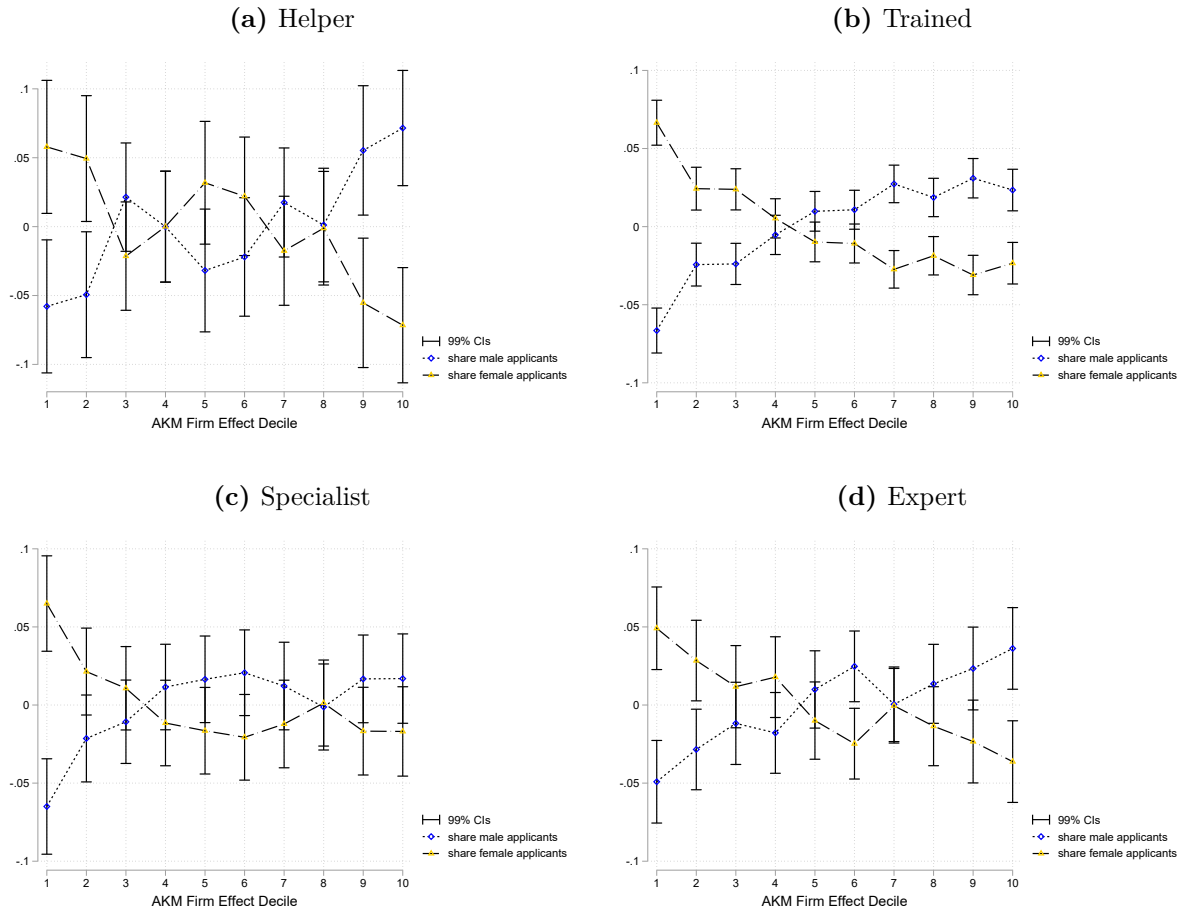 (a) Helper
.1
.05
0
-.05
-.1
1 2 3 4 5 6 7 8 9 10
AKM Firm Effect Decile
99% CIs
share male applicants
share female applicants
(b) Trained
.1
.05
0
-.05
-.1
1 2 3 4 5 6 7 8 9 10
AKM Firm Effect Decile
99% CIs
share male applicants
share female applicants
(c) Specialist
.1
.05
0
-.05
-.1
1 2 3 4 5 6 7 8 9 10
AKM Firm Effect Decile
99% CIs
share male applicants
share female applicants
(d) Expert
.1
.05
0
-.05
-.1
1 2 3 4 5 6 7 8 9 10
AKM Firm Effect Decile
99% CIs
share male applicants
share female applicants